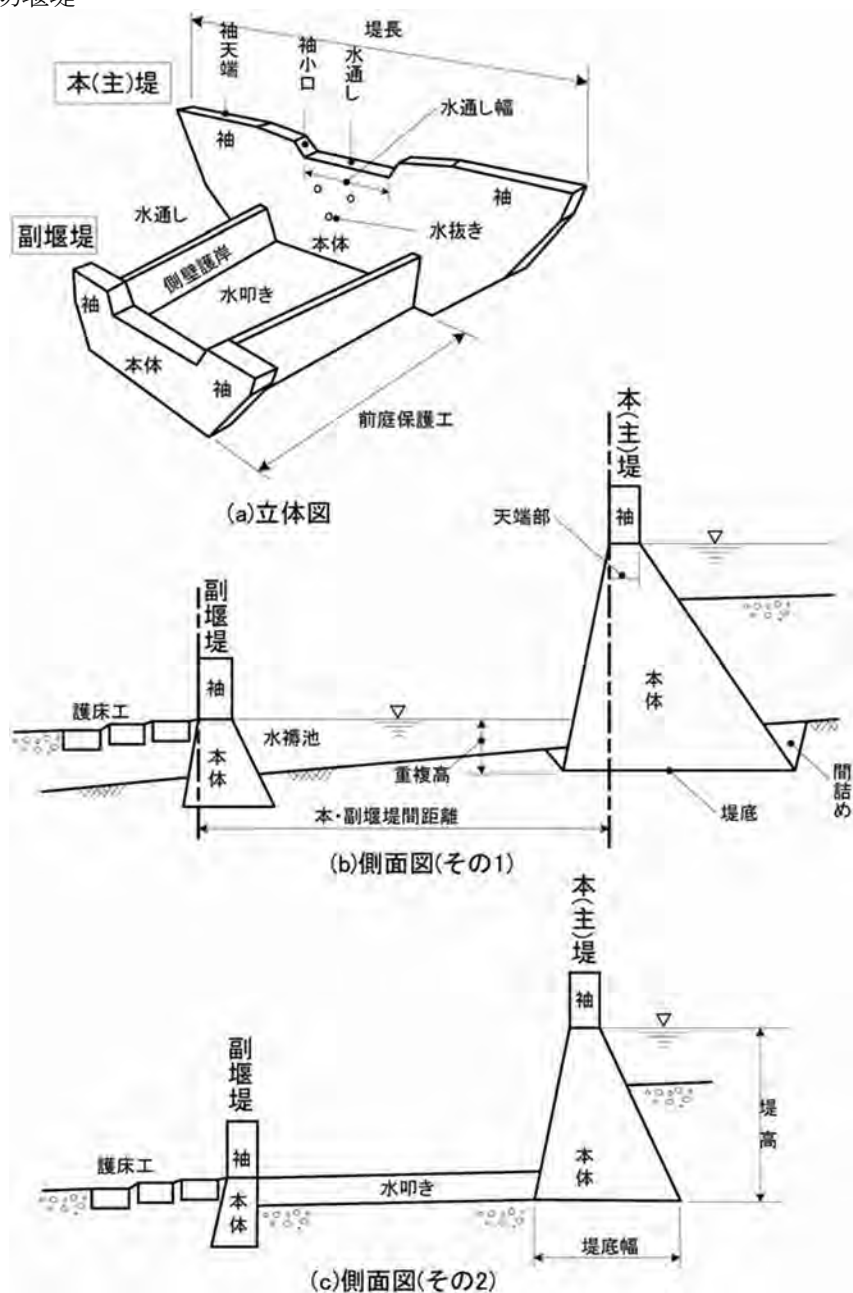 堤長
袖天端
袖小口
水通し
本(主)堤
水通し幅
袖
袖
水通し
水抜き
本体
副堰堤
側壁護岸
水叩き
袖
本体
袖
前庭保護工
(a)立体図
本(主)堤
天端部
袖
副堰堤
袖
本体
護床工
水褥池
本体
重複高
間詰め
堤底
本・副堰堤間距離
(b)側面図(その1)
本(主)堤
袖
副堰堤
堤高
袖
本体
護床工
水叩き
本体
堤底幅
(c)側面図(その2)